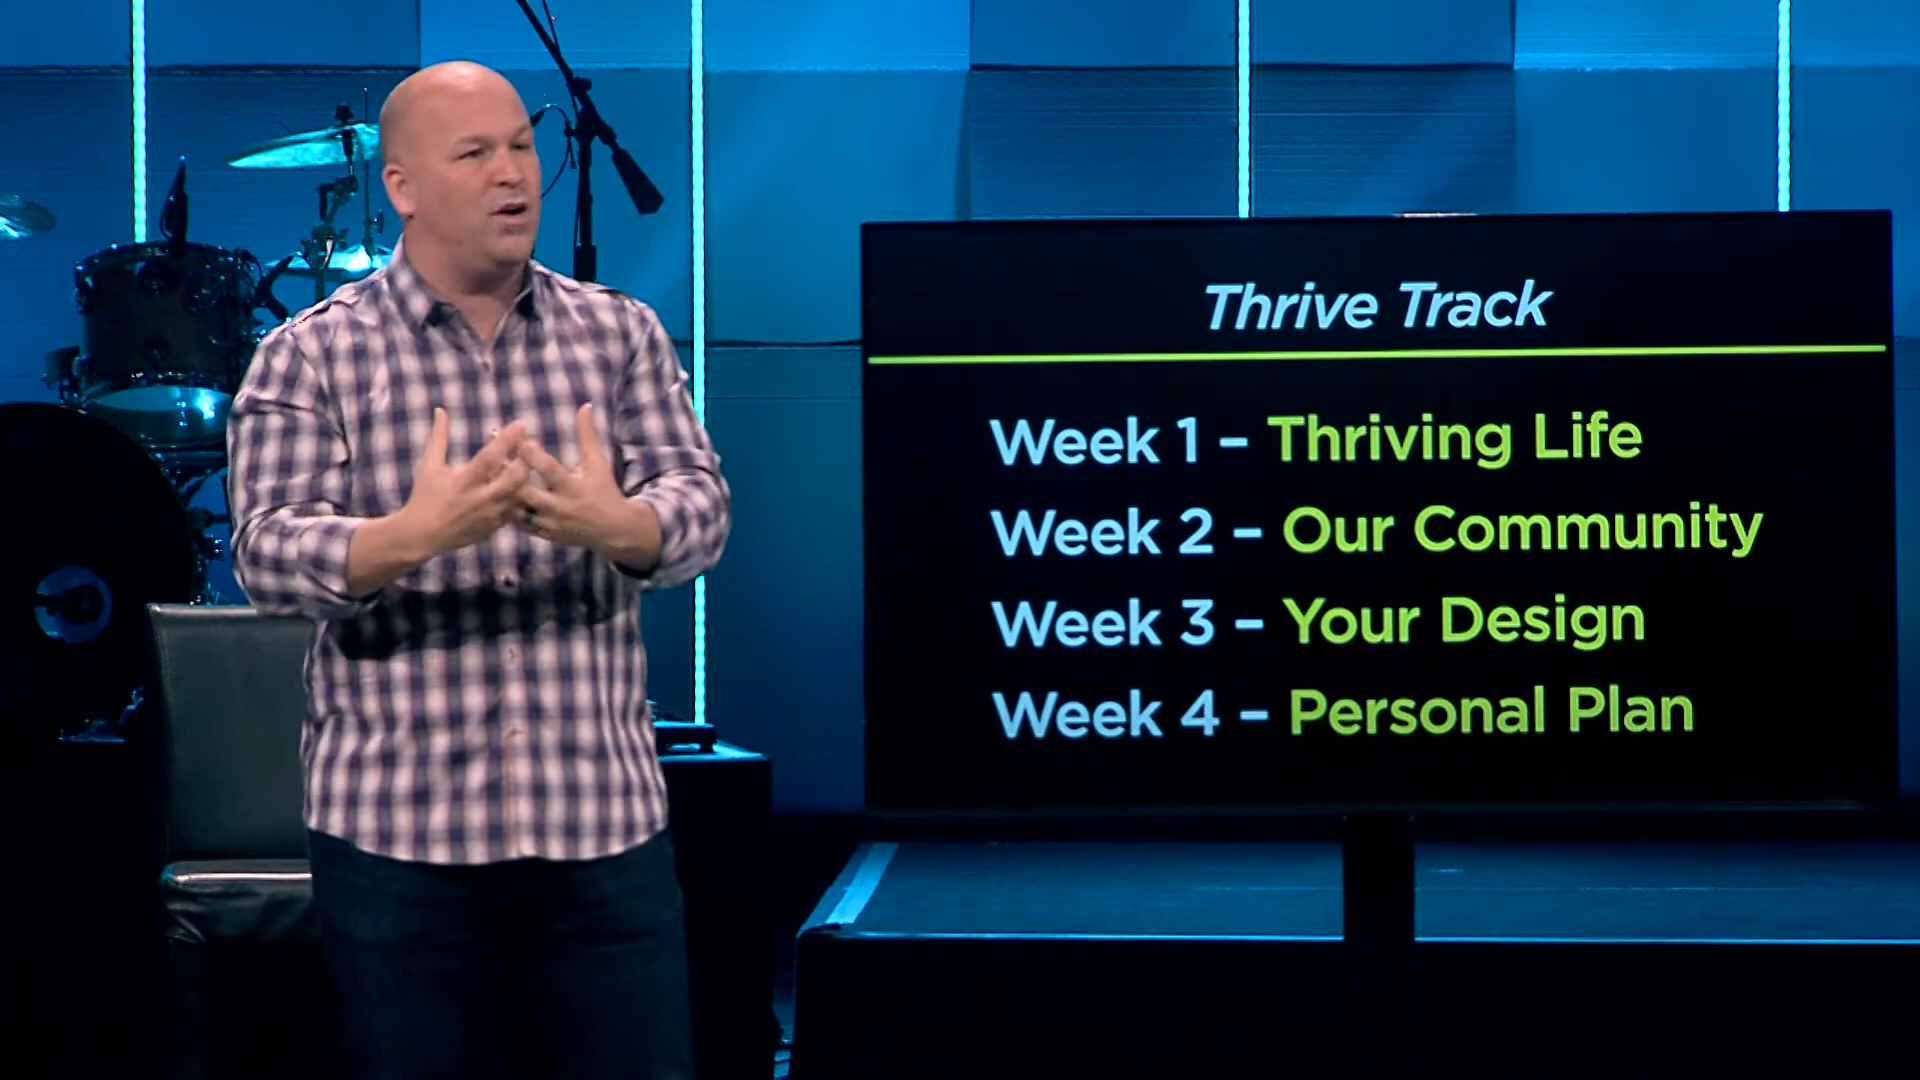 Thrive Track
Week 1 – Thriving Life
Week 2 – Our Community
Week 3 – Your Design
Week 4 – Personal Plan